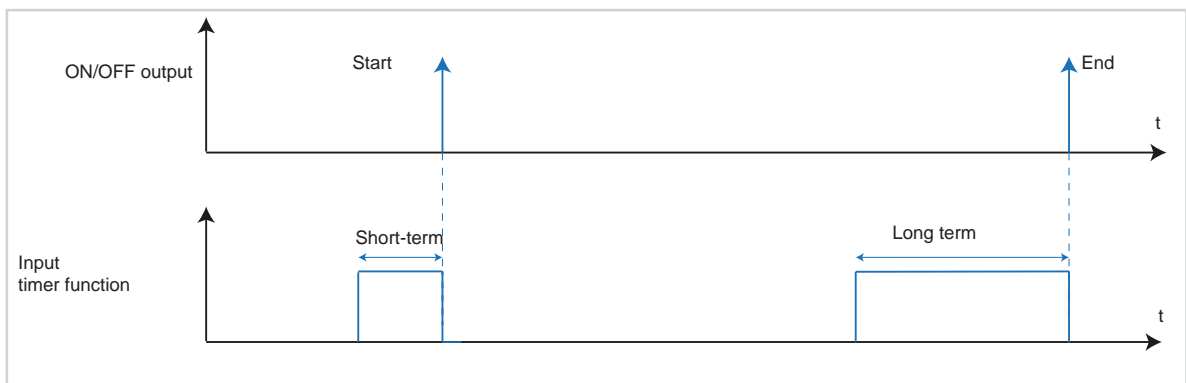 Start
End
ON/OFF output
t
Short-term
Long term
Input
timer function
t